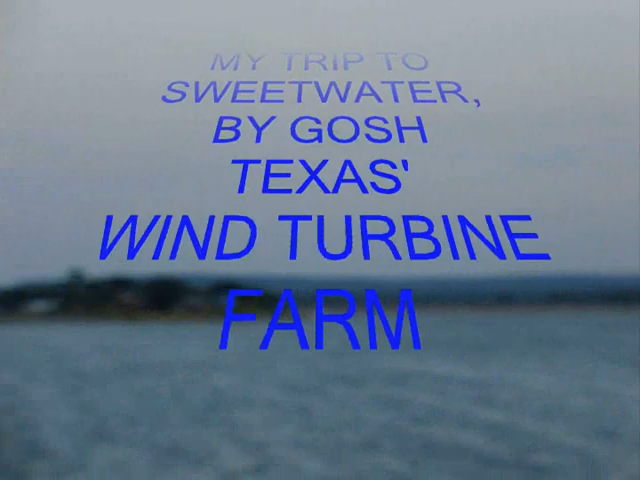 MY TRIP TO
SWEETWATER,
BY GOSH
TEXAS'
WIND TURBINE
FARM